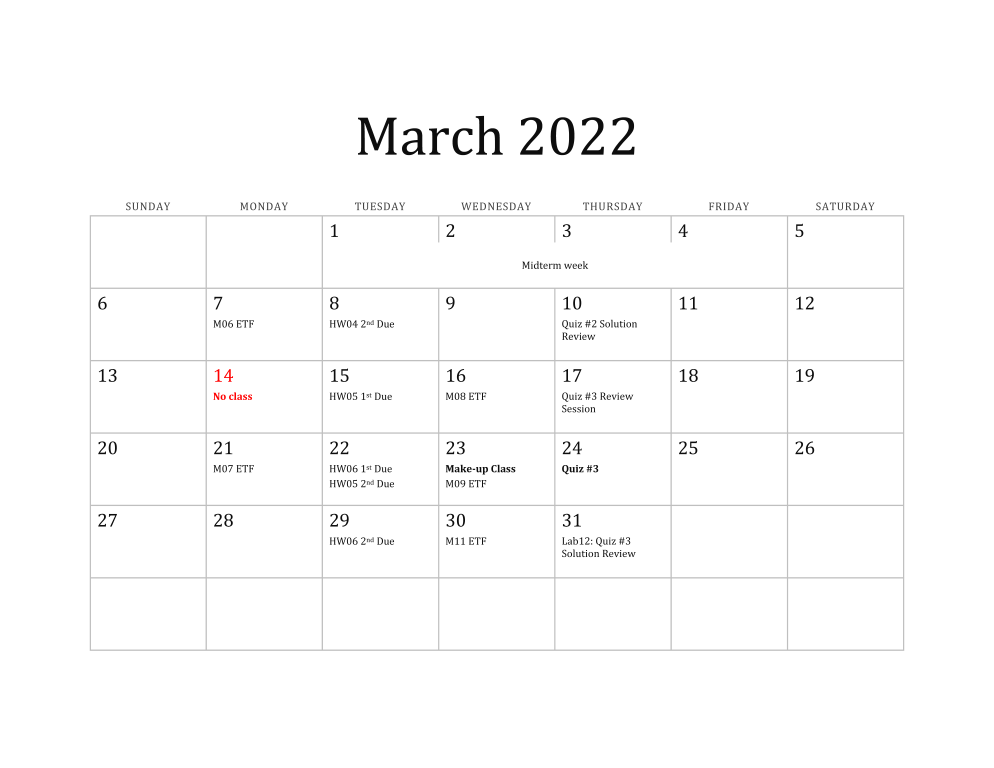 March 2022
SUNDAY MONDAY TUESDAY WEDNESDAY THURSDAY FRIDAY SATURDAY
1 2 3 4 5
Midterm week
6 7 8 9 10 11 12
M06 ETF HW04 2nd Due Quiz #2 Solution
Review
13 14 15 16 17 18 19
No class HW05 1st Due M08 ETF Quiz #3 Review
Session
20 21 22 23 24 25 26
M07 ETF HW06 1st Due Make-up Class Quiz #3
HW05 2nd Due M09 ETF
27 28 29 30 31
HW06 2nd Due M11 ETF Lab12: Quiz #3
Solution Review